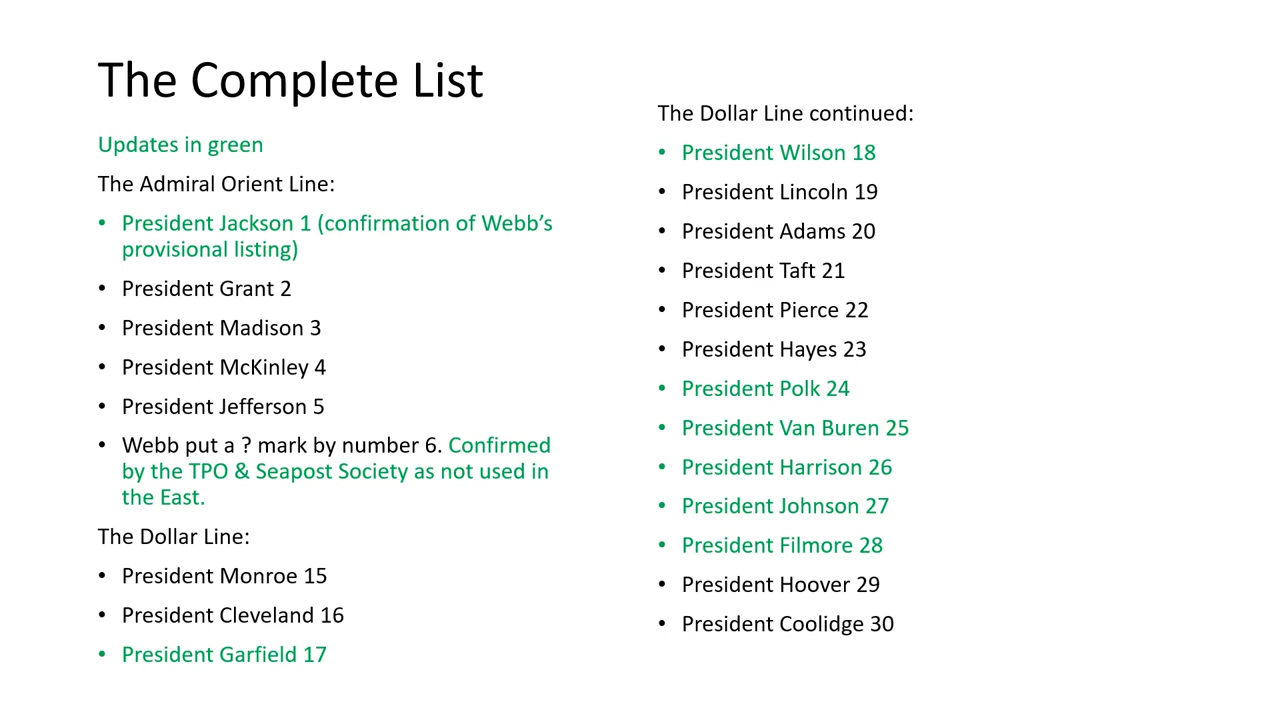 The Complete List
Updates in green
The Admiral Orient Line:
• President Jackson 1 (confirmation of Webb’s
provisional listing)
• President Grant 2
• President Madison 3
• President McKinley 4
• President Jefferson 5
• Webb put a ? mark by number 6. Confirmed
by the TPO & Seapost Society as not used in
the East.
The Dollar Line:
• President Monroe 15
• President Cleveland 16
• President Garfield 17
The Dollar Line continued:
• President Wilson 18
• President Lincoln 19
• President Adams 20
• President Taft 21
• President Pierce 22
• President Hayes 23
• President Polk 24
• President Van Buren 25
• President Harrison 26
• President Johnson 27
• President Filmore 28
• President Hoover 29
• President Coolidge 30